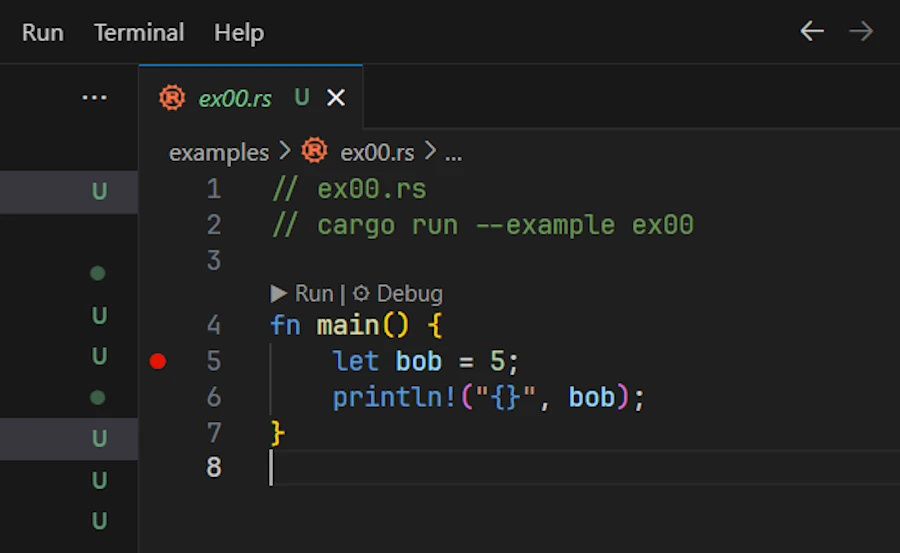 Run Terminal Help ← →
... ex00.rs U ×
examples > ex00.rs > ...
U
1 // ex00.rs
2 // cargo run --example ex00
3
▶ Run | Debug
4 fn main() {
U
5     let bob = 5;
U
6     println!("{}", bob);
7 }
U
8
U
U